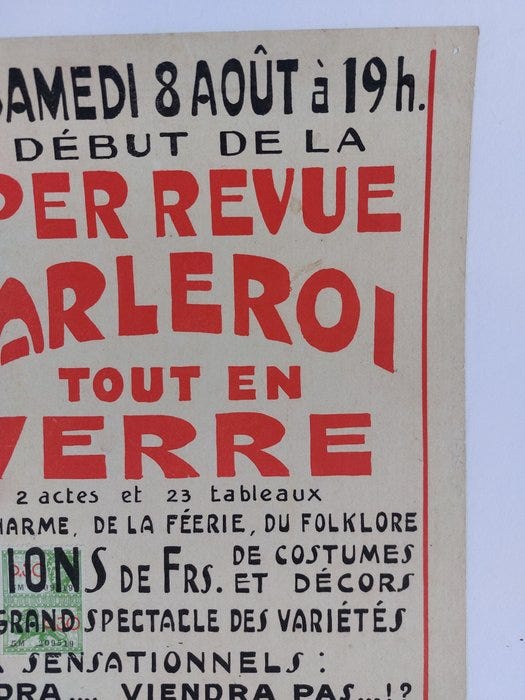 SAMEDI 8 AOÛT à 19h.
DÉBUT DE LA
PER REVUE
ARLEROI
TOUT EN
VERRE
2 actes et 23 tableaux
HARME, DE LA FÉERIE, DU FOLKLORE
IONS DE FRS. DE COSTUMES
ET DÉCORS
GRAND SPECTACLE DES VARIÉTÉS
SENSATIONNELS :
DRA.... VIENDRA PAS...!?